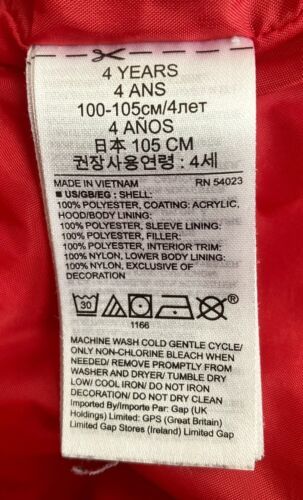 4 YEARS
4 ANS
100-105см/4лет
4 AÑOS
日本 105 CM
권장사용연령 : 4세
MADE IN VIETNAM RN 54023
■ US/GB/EG ; SHELL:
100% POLYESTER, COATING: ACRYLIC,
HOOD/BODY LINING:
100% POLYESTER, SLEEVE LINING:
100% POLYESTER, FILLER:
100% POLYESTER, INTERIOR TRIM:
100% NYLON, LOWER BODY LINING:
100% NYLON, EXCLUSIVE OF
DECORATION
30
®
1166
MACHINE WASH COLD GENTLE CYCLE/
ONLY NON-CHLORINE BLEACH WHEN
NEEDED/ REMOVE PROMPTLY FROM
WASHER AND DRYER/ TUMBLE DRY
LOW/ COOL IRON/ DO NOT IRON
DECORATION/ DO NOT DRY CLEAN
Imported By/Importe Par: Gap (UK
Holdings) Limited: GPS (Great Britain)
Limited Gap Stores (Ireland) Limited Gap